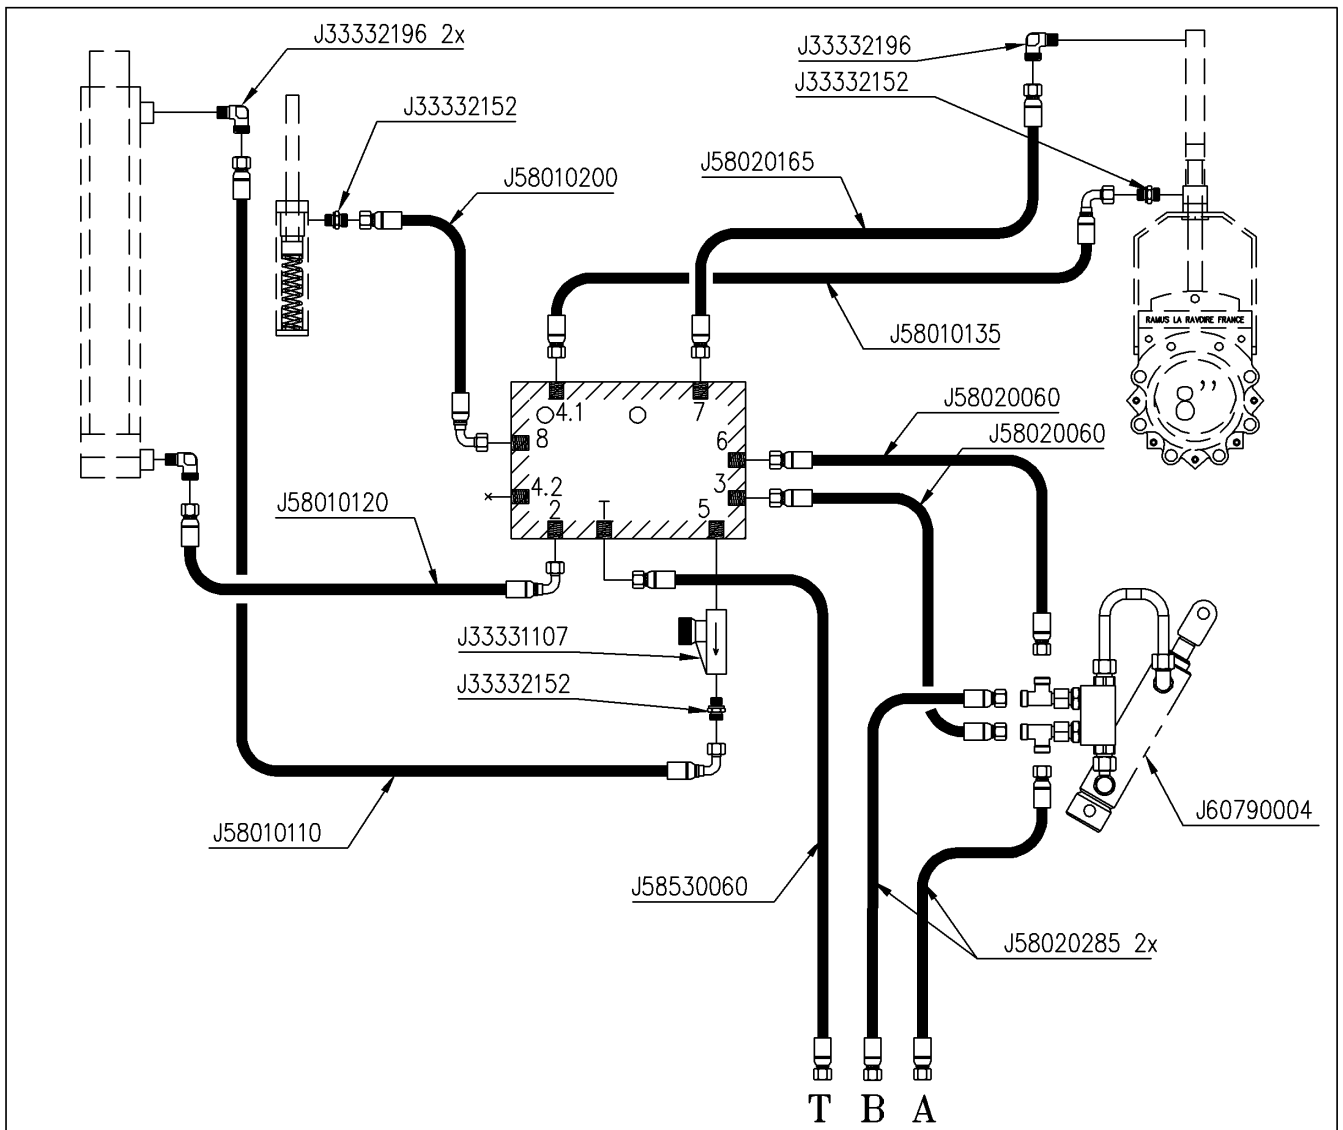 J33332196 2x
J33332196
J33332152
J33332152
J58010200
J58020165
RAMUS LA RAVOIRE FRANCE
J58010135
8’’
4.1
7
J58020060
J58020060
8
6
4.2
3
2
T
5
J58010120
J33331107
J33332152
J60790004
J58010110
J58530060
J58020285 2x
T B A